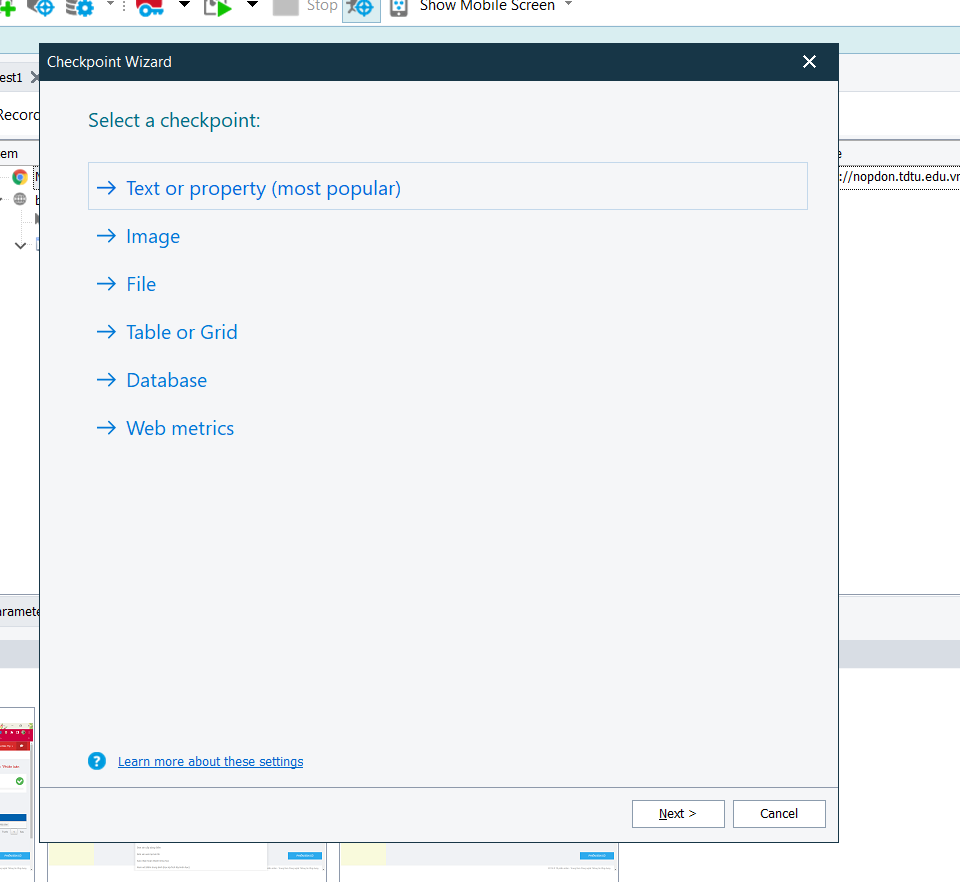 Stop
Show Mobile Screen
est1
Checkpoint Wizard
Recor
Select a checkpoint:
em
e
Text or property (most popular)
://nopdon.tdtu.edu.vn
Image
File
Table or Grid
Database
Web metrics
aramete
Learn more about these settings
Next >
Cancel